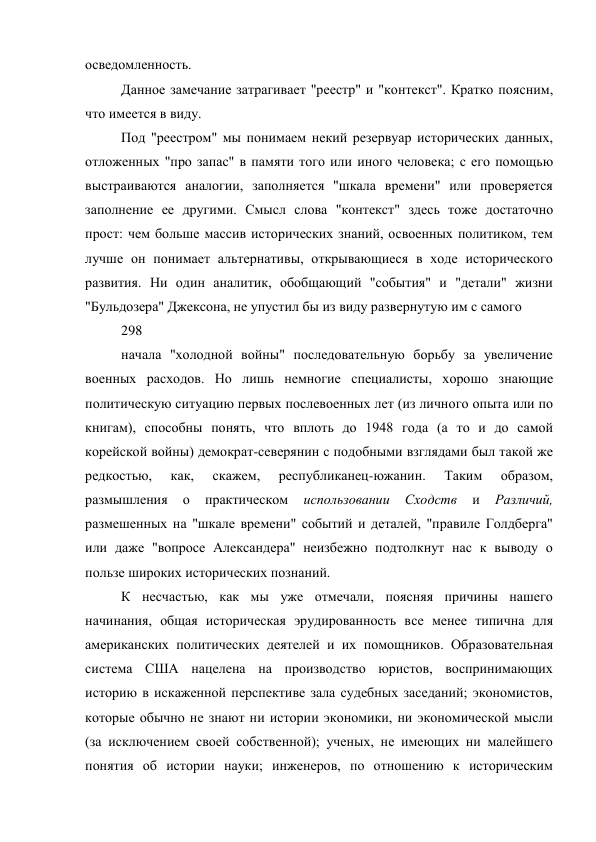 осведомленность.
Данное замечание затрагивает "реестр" и "контекст". Кратко поясним,
что имеется в виду.
Под "реестром" мы понимаем некий резервуар исторических данных,
отложенных "про запас" в памяти того или иного человека; с его помощью
выстраиваются аналогии, заполняется "шкала времени" или проверяется
заполнение ее другими. Смысл слова "контекст" здесь тоже достаточно
прост: чем больше массив исторических знаний, освоенных политиком, тем
лучше он понимает альтернативы, открывающиеся в ходе исторического
развития. Ни один аналитик, обобщающий "события" и "детали" жизни
"Бульдозера" Джексона, не упустил бы из виду развернутую им с самого
298
начала "холодной войны" последовательную борьбу за увеличение
военных расходов. Но лишь немногие специалисты, хорошо знающие
политическую ситуацию первых послевоенных лет (из личного опыта или по
книгам), способны понять, что вплоть до 1948 года (а то и до самой
корейской войны) демократ-северянин с подобными взглядами был такой же
редкостью, как, скажем, республиканец-южанин. Таким образом,
размышления о практическом использовании Сходств и Различий,
размешенных на "шкале времени" событий и деталей, "правиле Голдберга"
или даже "вопросе Александера" неизбежно подтолкнут нас к выводу о
пользе широких исторических познаний.
К несчастью, как мы уже отмечали, поясняя причины нашего
начинания, общая историческая эрудированность все менее типична для
американских политических деятелей и их помощников. Образовательная
система США нацелена на производство юристов, воспринимающих
историю в искаженной перспективе зала судебных заседаний; экономистов,
которые обычно не знают ни истории экономики, ни экономической мысли
(за исключением своей собственной); ученых, не имеющих ни малейшего
понятия об истории науки; инженеров, по отношению к историческим